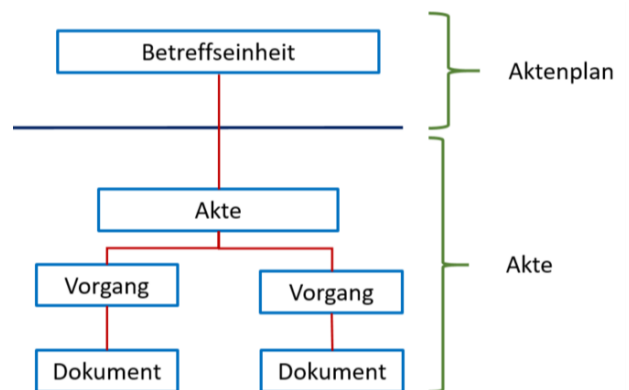 Betreffseinheit
Aktenplan
Akte
Akte
Vorgang
Vorgang
Dokument
Dokument